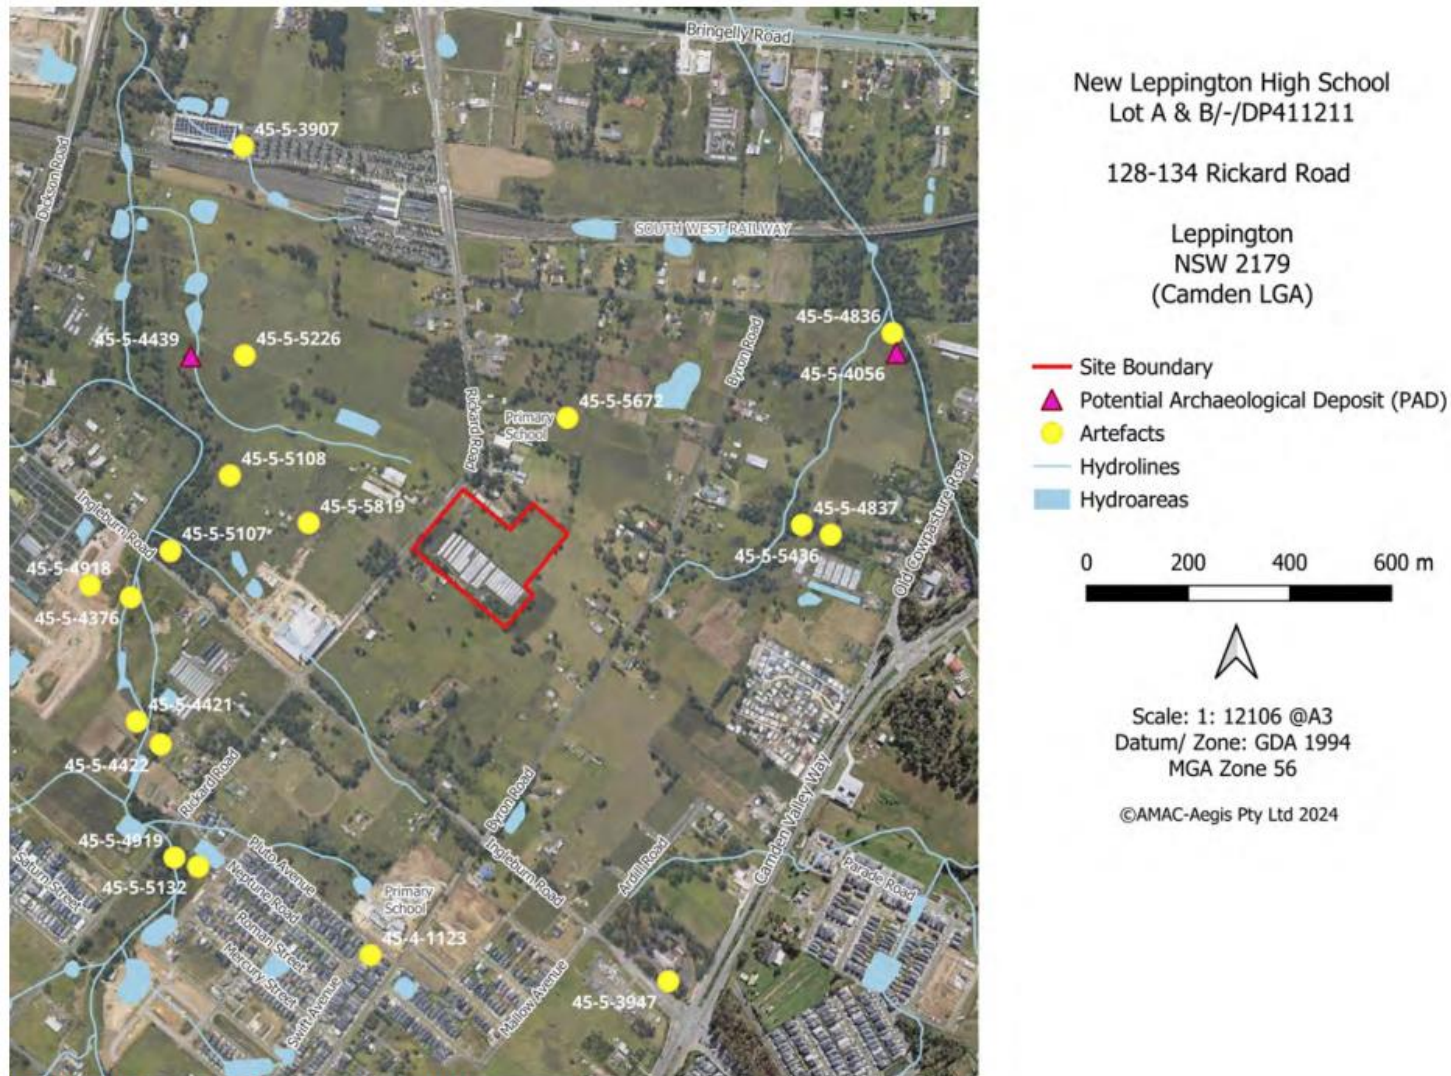 Bringelly Road
45-5-3907
Dickson Road
SOUTH WEST RAILWAY
45-5-4836
45-5-4439
45-5-5226
Byron Road
45-5-4056
Rickard Road
45-5-5672
Primary
School
45-5-5108
Ingleburn Road
45-5-5819
45-5-4837
45-5-5107*
45-5-5436
Old Cowpasture Road
45-5-4918
45-5-4376
45-5-4421
45-5-4422
Rickard Road
Byron Road
Camden Valley Way
45-5-4919
Pluto Avenue
Ingleburn Road
Ardill Road
Parade Road
Saturn Street
45-5-5132
Neptune Road
Primary
School
Roman Street
45-4-1123
Mercury Street
Swift Avenue
Mallow Avenue
45-5-3947
New Leppington High School
Lot A & B/-/DP411211
128-134 Rickard Road
Leppington
NSW 2179
(Camden LGA)
Site Boundary
Potential Archaeological Deposit (PAD)
Artefacts
Hydrolines
Hydroareas
0 200 400 600 m
Scale: 1: 12106 @A3
Datum/ Zone: GDA 1994
MGA Zone 56
©AMAC-Aegis Pty Ltd 2024